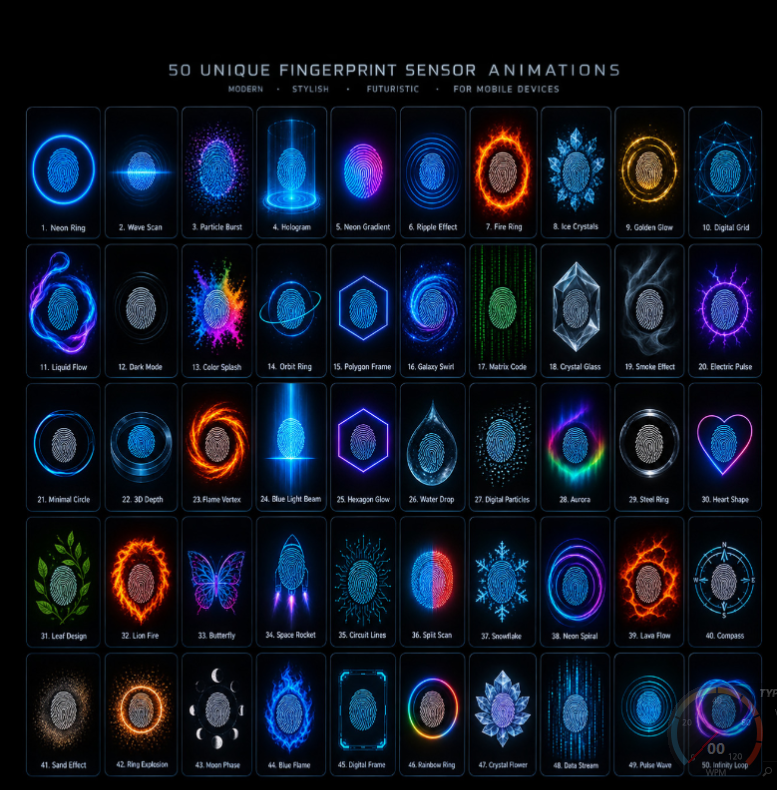 50 UNIQUE FINGERPRINT SENSOR ANIMATIONS
MODERN · STYLISH · FUTURISTIC · FOR MOBILE DEVICES
1. Neon Ring
2. Wave Scan
3. Particle Burst
4. Hologram
5. Neon Gradient
6. Ripple Effect
7. Fire Ring
8. Ice Crystals
9. Golden Glow
10. Digital Grid
11. Liquid Flow
12. Dark Mode
13. Color Splash
14. Orbit Ring
15. Polygon Frame
16. Galaxy Swirl
17. Matrix Code
18. Crystal Glass
19. Smoke Effect
20. Electric Pulse
21. Minimal Circle
22. 3D Depth
23. Flame Vortex
24. Blue Light Beam
25. Hexagon Glow
26. Water Drop
27. Digital Particles
28. Aurora
29. Steel Ring
30. Heart Shape
31. Leaf Design
32. Lion Fire
33. Butterfly
34. Space Rocket
35. Circuit Lines
36. Split Scan
37. Snowflake
38. Neon Spiral
39. Lava Flow
N
W E
S
40. Compass
41. Sand Effect
42. Ring Explosion
43. Moon Phase
44. Blue Flame
45. Digital Frame
46. Rainbow Ring
47. Crystal Flower
48. Data Stream
49. Pulse Wave
50. Infinity Loop
TYP
20
00
120
WPM